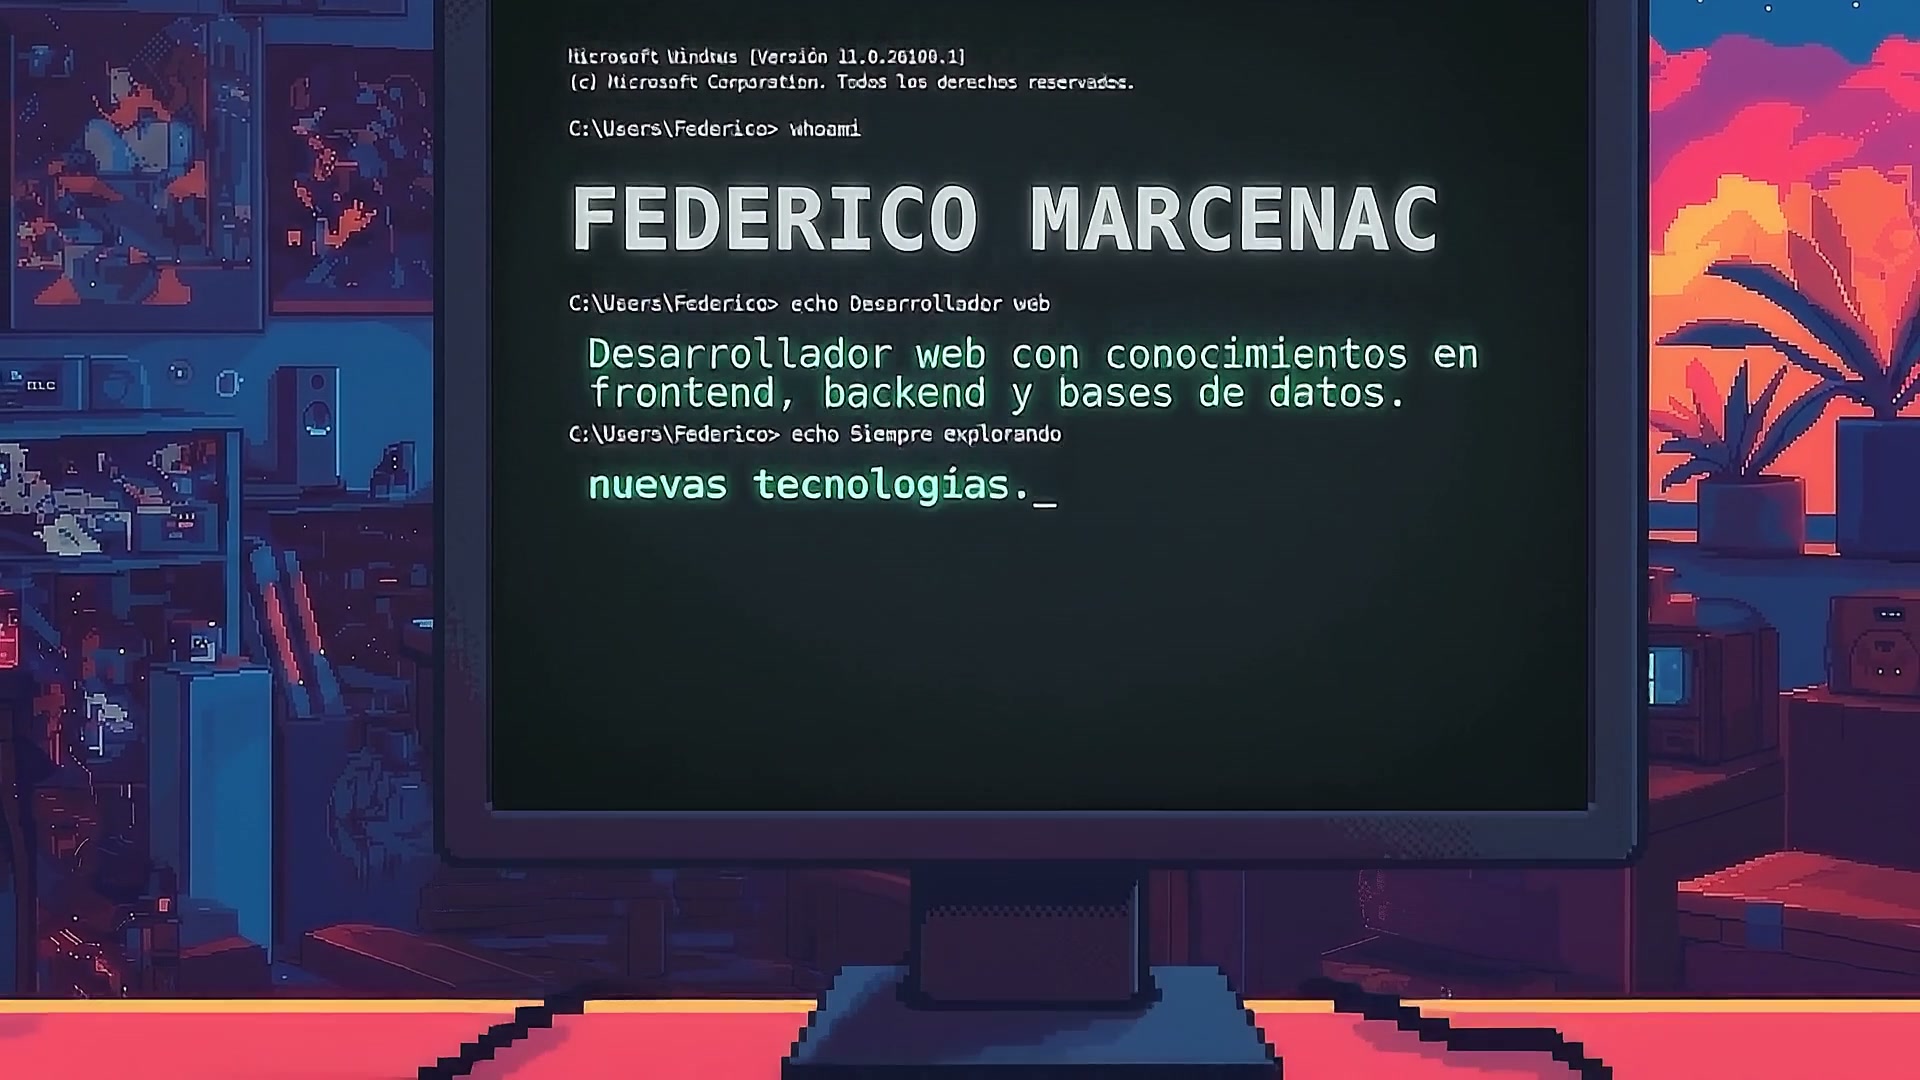 Microsoft Windows [Versión 11.0.26100.1]
(c) Microsoft Corporation. Todos los derechos reservados.
C:\Users\Federico> whoami
FEDERICO MARCENAC
C:\Users\Federico> echo Desarrollador web
Desarrollador web con conocimientos en
frontend, backend y bases de datos.
C:\Users\Federico> echo Siempre explorando
nuevas tecnologías._